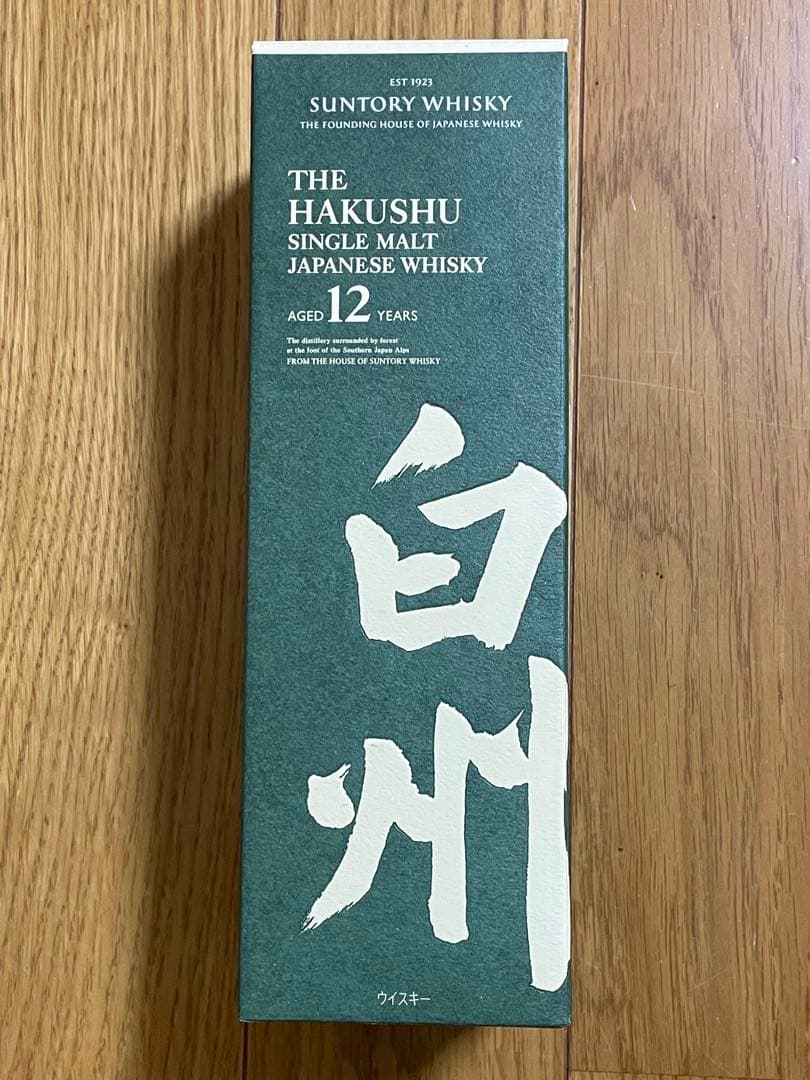 EST 1923
SUNTORY WHISKY
THE FOUNDING HOUSE OF JAPANESE WHISKY
THE
HAKUSHU
SINGLE MALT
JAPANESE WHISKY
AGED 12 YEARS
The distillery surrounded by forest
at the foot of the Southern Japan Alps
FROM THE HOUSE OF SUNTORY WHISKY
白州
ウイスキー